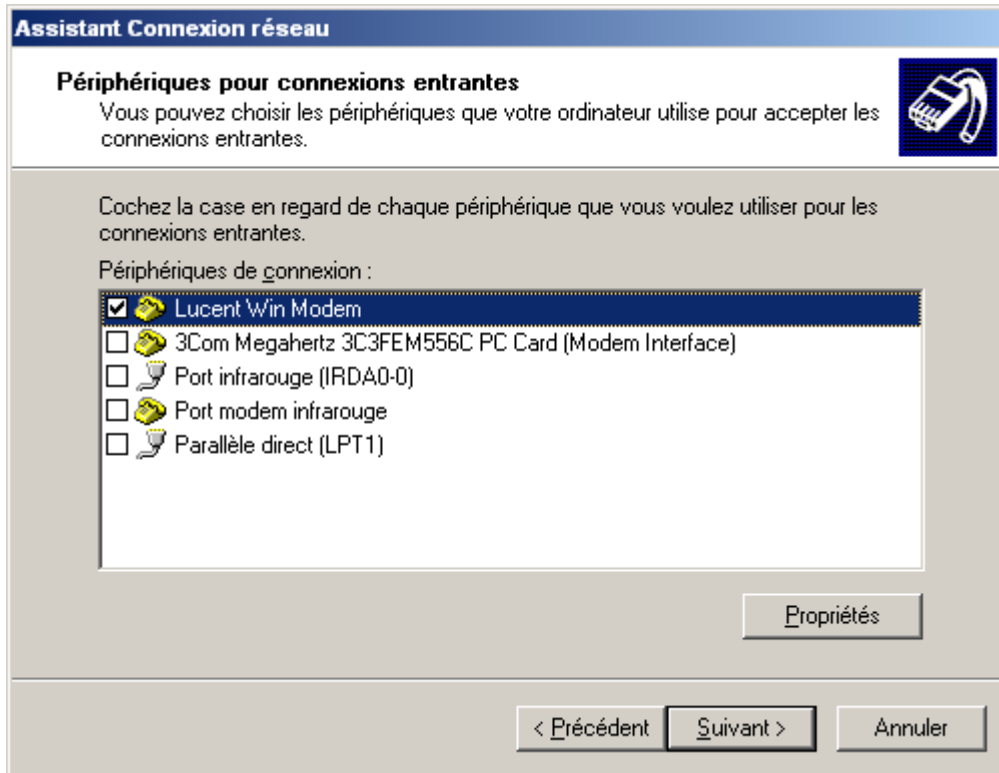 Assistant Connexion réseau
Périphériques pour connexions entrantes
Vous pouvez choisir les périphériques que votre ordinateur utilise pour accepter les
connexions entrantes.
Cochez la case en regard de chaque périphérique que vous voulez utiliser pour les
connexions entrantes.
Périphériques de connexion :
Lucent Win Modem
3Com Megahertz 3C3FEM556C PC Card (Modem Interface)
Port infrarouge (IRDA0-0)
Port modem infrarouge
Parallèle direct (LPT1)
Propriétés
< Précédent Suivant > Annuler